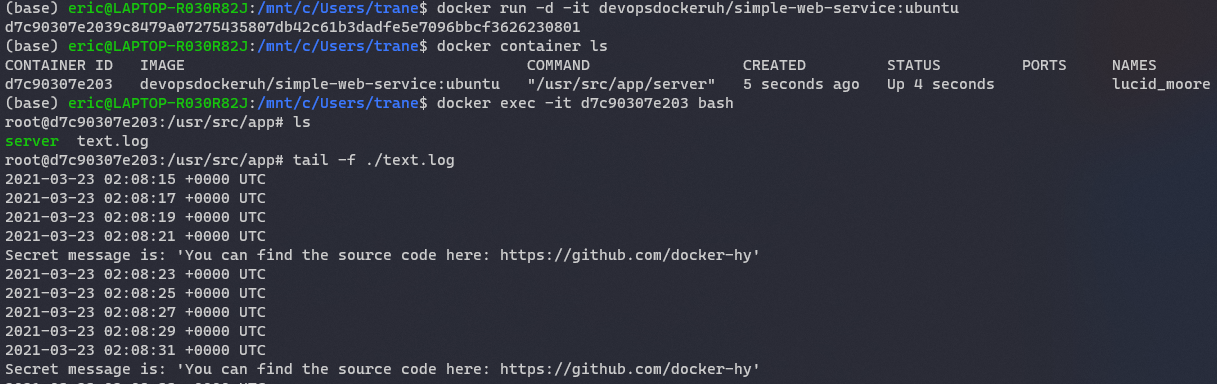 (base) eric@LAPTOP-R030R82J:/mnt/c/Users/trane$ docker run -d -it devopsdockeruh/simple-web-service:ubuntu
d7c90307e2039c8479a07275435807db42c61b3dadfe5e7096bbcf3626230801
(base) eric@LAPTOP-R030R82J:/mnt/c/Users/trane$ docker container ls
CONTAINER ID   IMAGE                                     COMMAND                 CREATED         STATUS         PORTS     NAMES
d7c90307e203   devopsdockeruh/simple-web-service:ubuntu   "/usr/src/app/server"   5 seconds ago   Up 4 seconds             lucid_moore
(base) eric@LAPTOP-R030R82J:/mnt/c/Users/trane$ docker exec -it d7c90307e203 bash
root@d7c90307e203:/usr/src/app# ls
server  text.log
root@d7c90307e203:/usr/src/app# tail -f ./text.log
2021-03-23 02:08:15 +0000 UTC
2021-03-23 02:08:17 +0000 UTC
2021-03-23 02:08:19 +0000 UTC
2021-03-23 02:08:21 +0000 UTC
Secret message is: 'You can find the source code here: https://github.com/docker-hy'
2021-03-23 02:08:23 +0000 UTC
2021-03-23 02:08:25 +0000 UTC
2021-03-23 02:08:27 +0000 UTC
2021-03-23 02:08:29 +0000 UTC
2021-03-23 02:08:31 +0000 UTC
Secret message is: 'You can find the source code here: https://github.com/docker-hy'